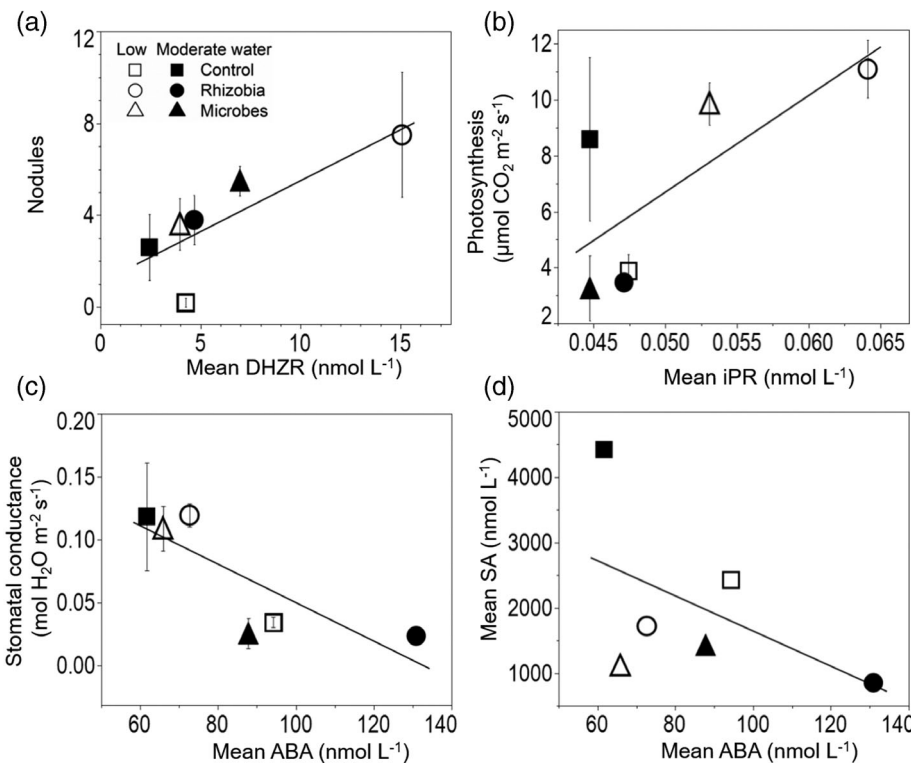 (a)
Low Moderate water
Control
Rhizobia
Microbes
12
8
4
0
Nodules
0 5 10 15
Mean DHZR (nmol L-1)
(b)
12
10
8
6
4
2
Photosynthesis
(µmol CO2 m-2 s-1)
0.045 0.050 0.055 0.060 0.065
Mean iPR (nmol L-1)
(c)
0.20
0.15
0.10
0.05
0.00
Stomatal conductance
(mol H2O m-2 s-1)
60 80 100 120 140
Mean ABA (nmol L-1)
(d)
5000
4000
3000
2000
1000
Mean SA (nmol L-1)
60 80 100 120 140
Mean ABA (nmol L-1)